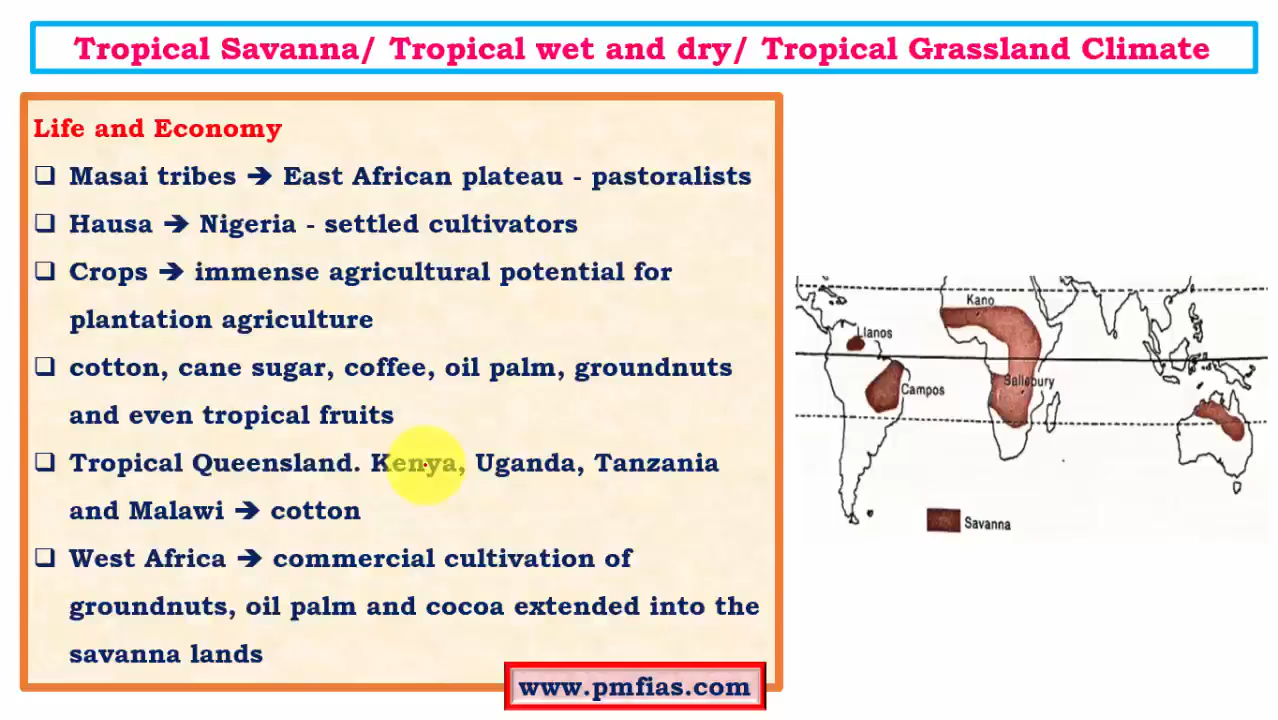 Tropical Savanna/ Tropical wet and dry/ Tropical Grassland Climate
Life and Economy
❑ Masai tribes ➔ East African plateau - pastoralists
❑ Hausa ➔ Nigeria - settled cultivators
❑ Crops ➔ immense agricultural potential for
plantation agriculture
❑ cotton, cane sugar, coffee, oil palm, groundnuts
and even tropical fruits
❑ Tropical Queensland. Kenya, Uganda, Tanzania
and Malawi ➔ cotton
❑ West Africa ➔ commercial cultivation of
groundnuts, oil palm and cocoa extended into the
savanna lands
www.pmfias.com
Kano
Llanos
Salisbury
Campos
Savanna